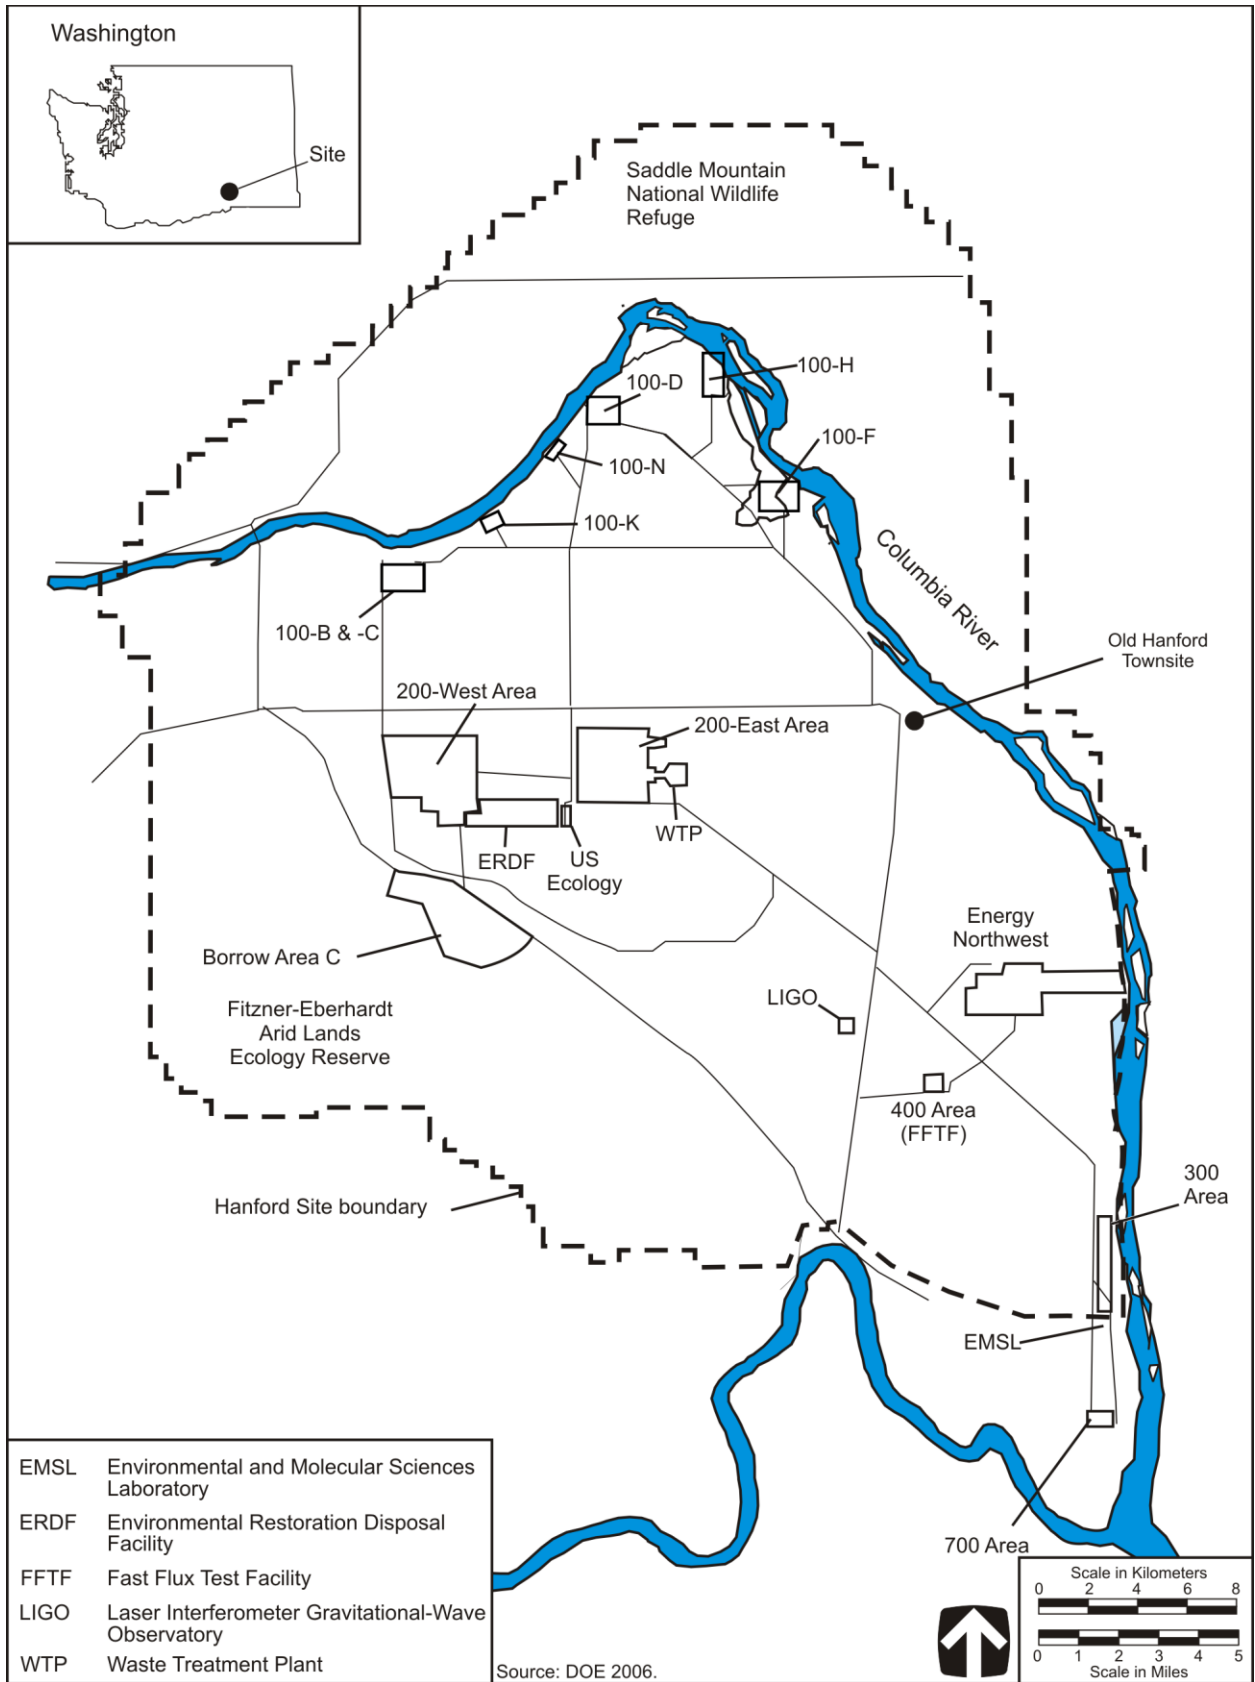 Washington
Site
Saddle Mountain
National Wildlife
Refuge
100-H
100-D
100-F
100-N
100-K
Columbia River
100-B & -C
Old Hanford
Townsite
200-West Area
200-East Area
WTP
ERDF
US
Ecology
Energy
Northwest
Borrow Area C
LIGO
Fitzner-Eberhardt
Arid Lands
Ecology Reserve
400 Area
(FFTF)
300
Area
Hanford Site boundary
EMSL
700 Area
EMSL Environmental and Molecular Sciences
Laboratory
ERDF Environmental Restoration Disposal
Facility
FFTF Fast Flux Test Facility
LIGO Laser Interferometer Gravitational-Wave
Observatory
WTP Waste Treatment Plant
Source: DOE 2006.
Scale in Kilometers
0 2 4 6 8
0 1 2 3 4 5
Scale in Miles